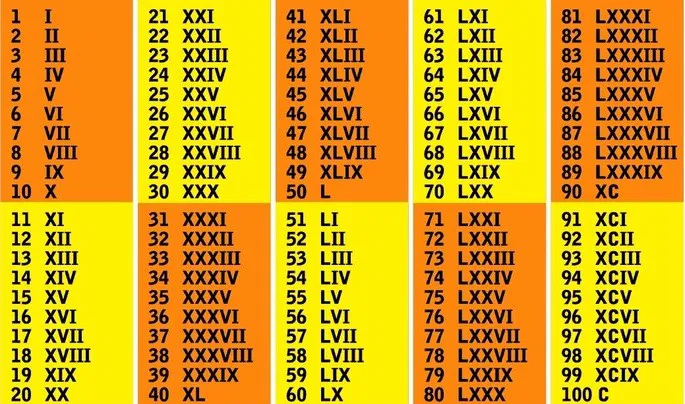 1 I
2 II
3 III
4 IV
5 V
6 VI
7 VII
8 VIII
9 IX
10 X
11 XI
12 XII
13 XIII
14 XIV
15 XV
16 XVI
17 XVII
18 XVIII
19 XIX
20 XX
21 XXI
22 XXII
23 XXIII
24 XXIV
25 XXV
26 XXVI
27 XXVII
28 XXVIII
29 XXIX
30 XXX
31 XXXI
32 XXXII
33 XXXIII
34 XXXIV
35 XXXV
36 XXXVI
37 XXXVII
38 XXXVIII
39 XXXIX
40 XL
41 XLI
42 XLII
43 XLIII
44 XLIV
45 XLV
46 XLVI
47 XLVII
48 XLVIII
49 XLIX
50 L
51 LI
52 LII
53 LIII
54 LIV
55 LV
56 LVI
57 LVII
58 LVIII
59 LIX
60 LX
61 LXI
62 LXII
63 LXIII
64 LXIV
65 LXV
66 LXVI
67 LXVII
68 LXVIII
69 LXIX
70 LXX
71 LXXI
72 LXXII
73 LXXIII
74 LXXIV
75 LXXV
76 LXXVI
77 LXXVII
78 LXXVIII
79 LXXIX
80 LXXX
81 LXXXI
82 LXXXII
83 LXXXIII
84 LXXXIV
85 LXXXV
86 LXXXVI
87 LXXXVII
88 LXXXVIII
89 LXXXIX
90 XC
91 XCI
92 XCII
93 XCIII
94 XCIV
95 XCV
96 XCVI
97 XCVII
98 XCVIII
99 XCIX
100 C